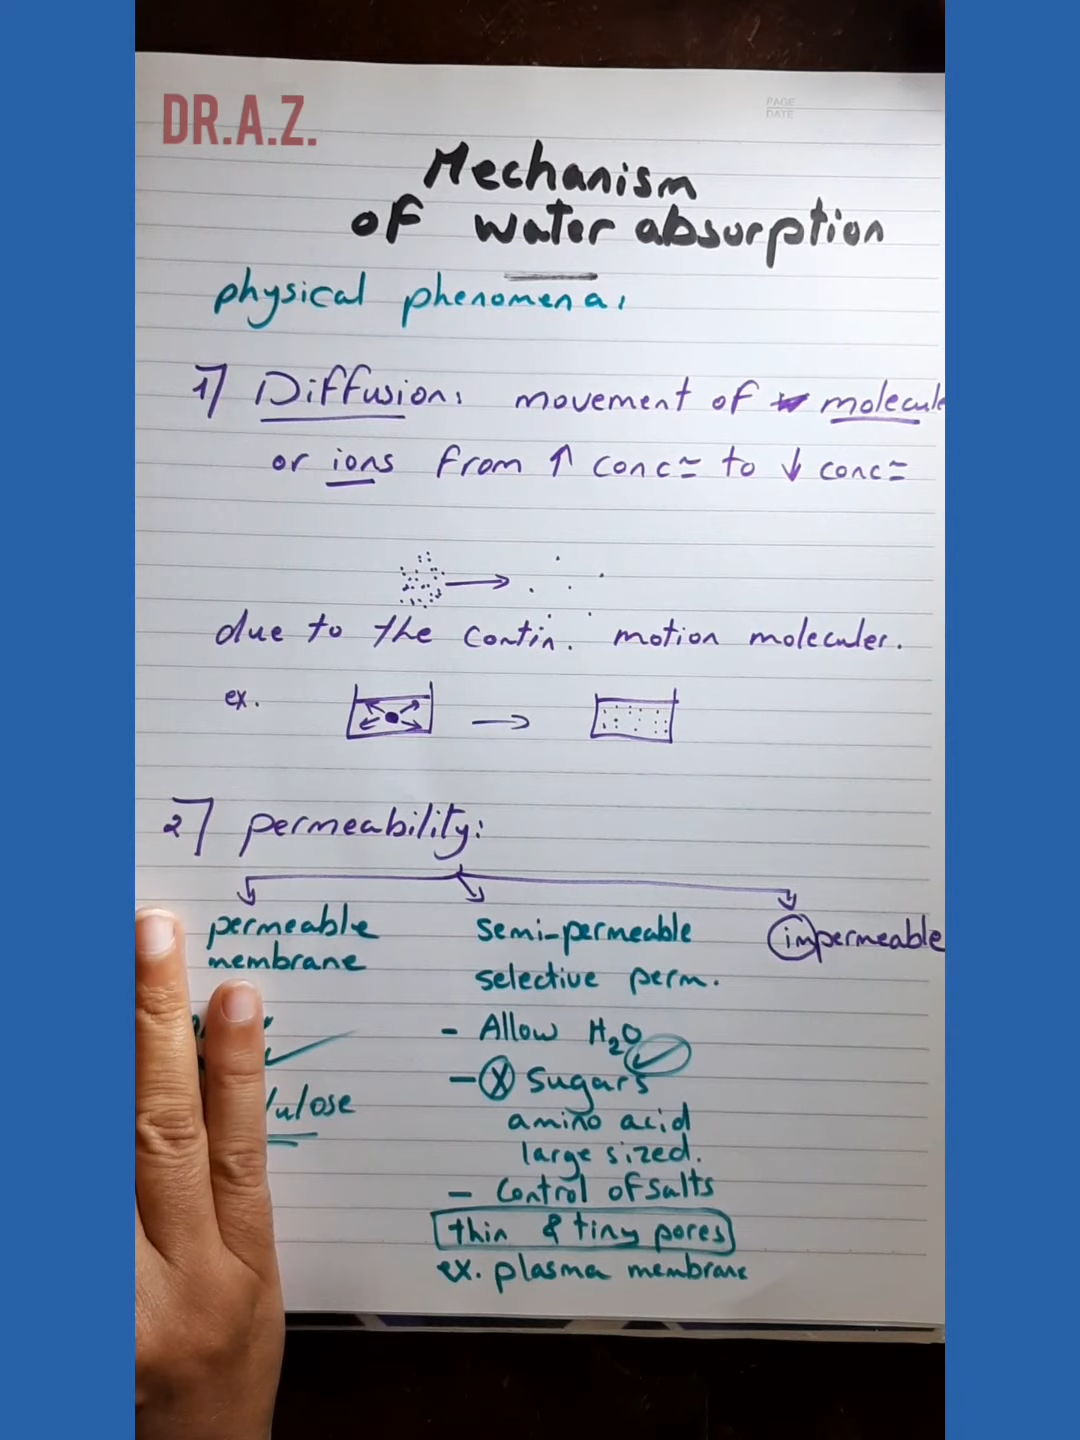 DR.A.Z.
PAGE
DATE
Mechanism
of water absorption
physical phenomena:
1) Diffusion: movement of molecule
or ions from ↑ conc= to ↓ conc=
due to the contin. motion moleculer.
ex.
2) permeability:
permeable
membrane
semi-permeable
selective perm.
- Allow H₂O ✓
- X sugars
amino acid
large sized.
- Control of salts
thin & tiny pores
ex. plasma membrane
impermeable